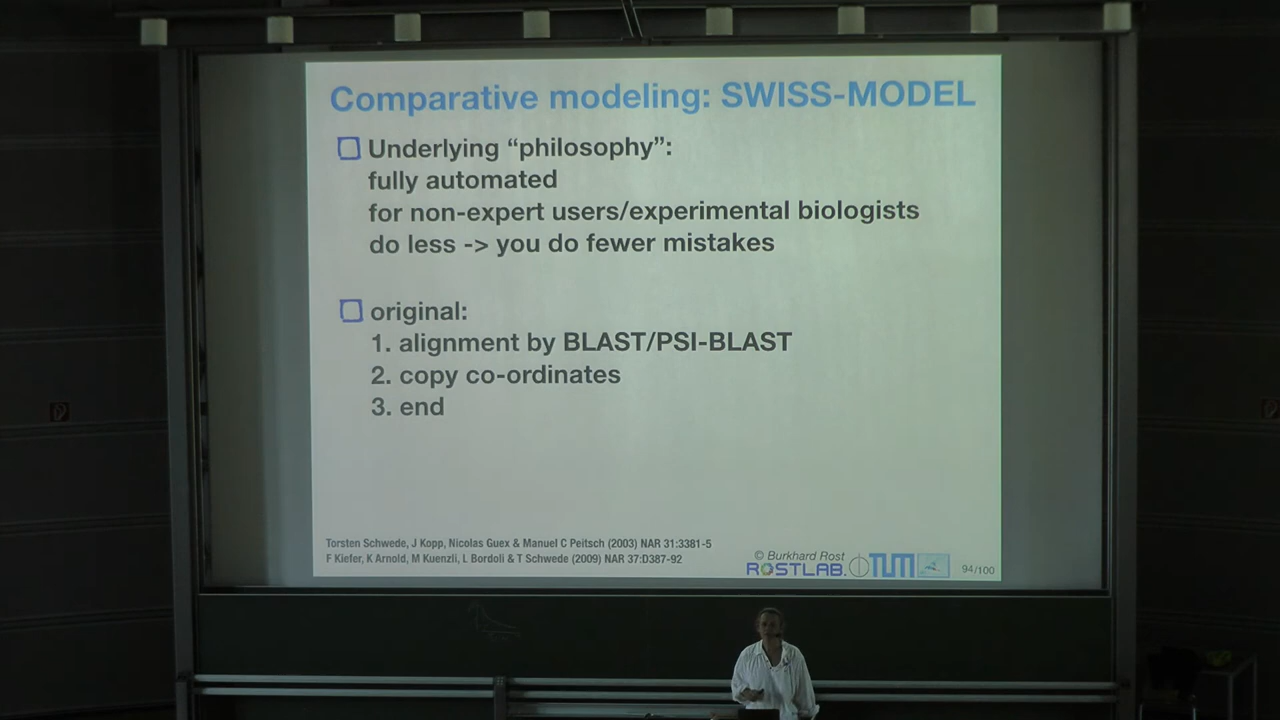 Comparative modeling: SWISS-MODEL
Underlying “philosophy”:
fully automated
for non-expert users/experimental biologists
do less -> you do fewer mistakes
original:
1. alignment by BLAST/PSI-BLAST
2. copy co-ordinates
3. end
Torsten Schwede, J Kopp, Nicolas Guex & Manuel C Peitsch (2003) NAR 31:3381-5
F Kiefer, K Arnold, M Kuenzli, L Bordoli & T Schwede (2009) NAR 37:D387-92
© Burkhard Rost
ROSTLAB. TUM
94/100